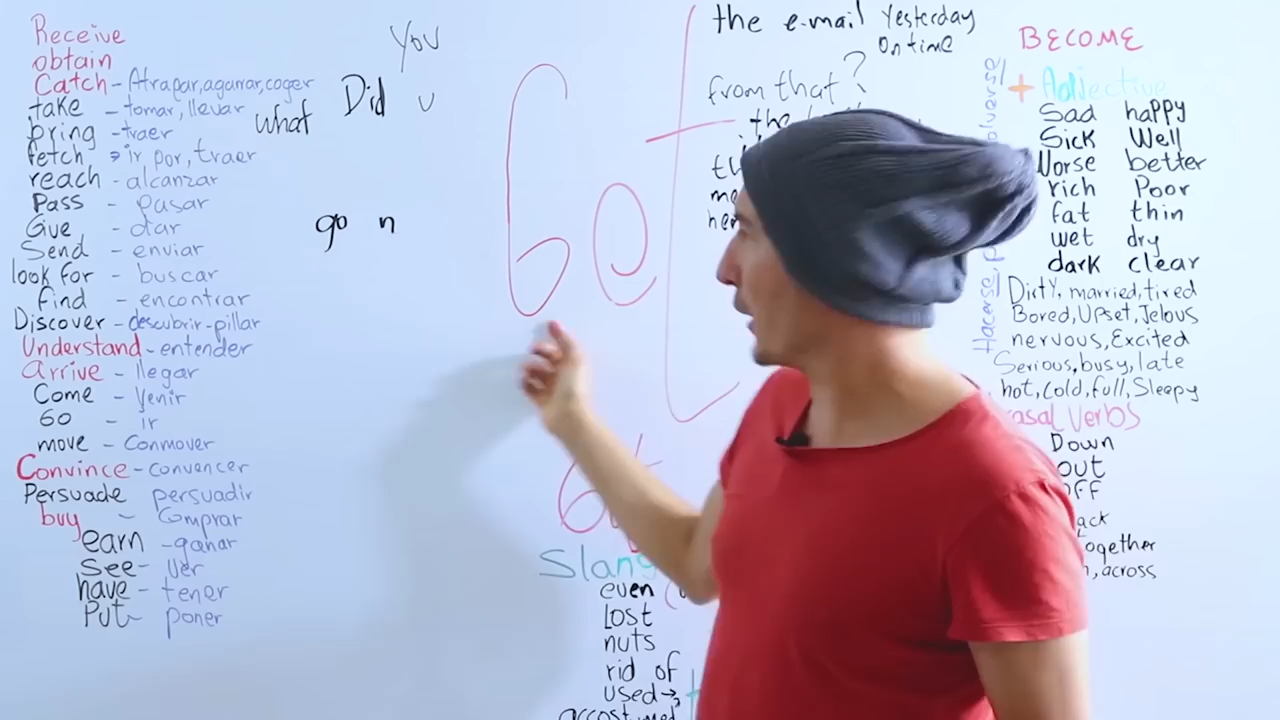 Receive
obtain
Catch - Atrapar, agarrar, coger
take - tomar, llevar
bring - traer
fetch → ir, por, traer
reach - alcanzar
Pass - pasar
Give - dar
Send - enviar
look for - buscar
find - encontrar
Discover - descubrir - pillar
Understand - entender
arrive - llegar
Come - Venir
Go - Ir
move - Conmover
Convince - convencer
Persuade persuadir
buy - Comprar
earn - ganar
See - Ver
have - tener
Put - poner
You
what Did U
go n
Get
the e-mail Yesterday
On time
from that ?
the
Slang
even
LOST
nuts
rid of
used →
BECOME
+ Adjective
Sad happy
Sick Well
Worse better
rich Poor
fat thin
wet dry
dark clear
Dirty, married, tired
Bored, Upset, Jelous
nervous, Excited
Serious, busy, late
hot, cold, full, Sleepy
Hacerse,
asal Verbs
Down
out
OFF
ack
ogether
, across